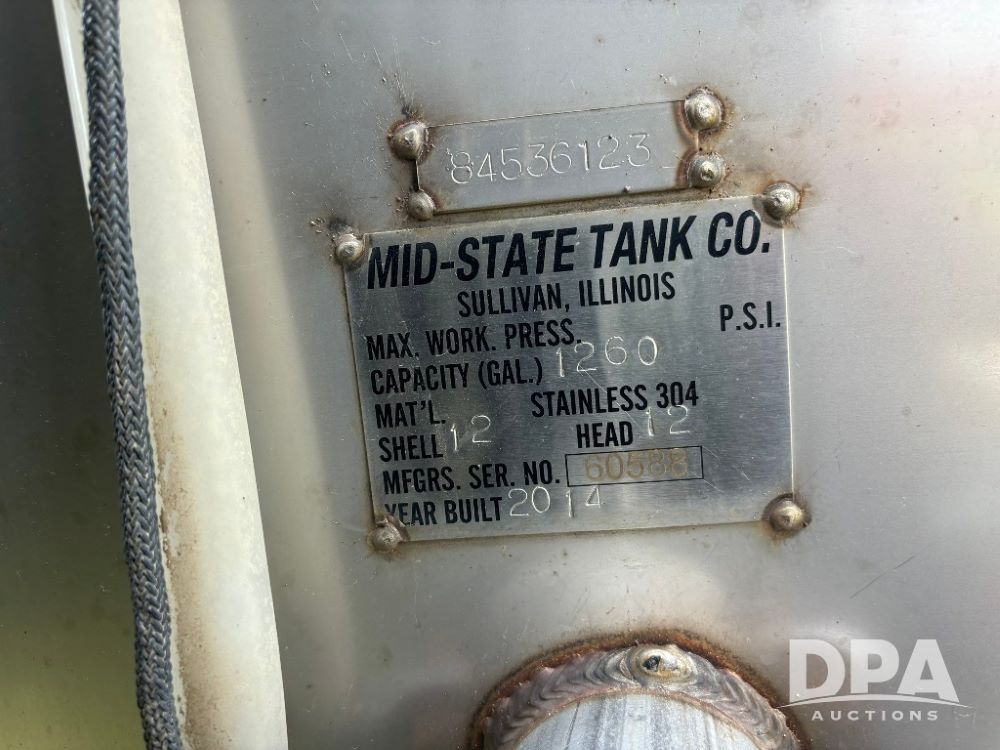 84536123
MID-STATE TANK CO.
SULLIVAN, ILLINOIS
MAX. WORK. PRESS. P.S.I.
CAPACITY (GAL.) 1260
MAT'L. STAINLESS 304
SHELL 12 HEAD 12
MFGRS. SER. NO. 60588
YEAR BUILT 2014
DPA
AUCTIONS